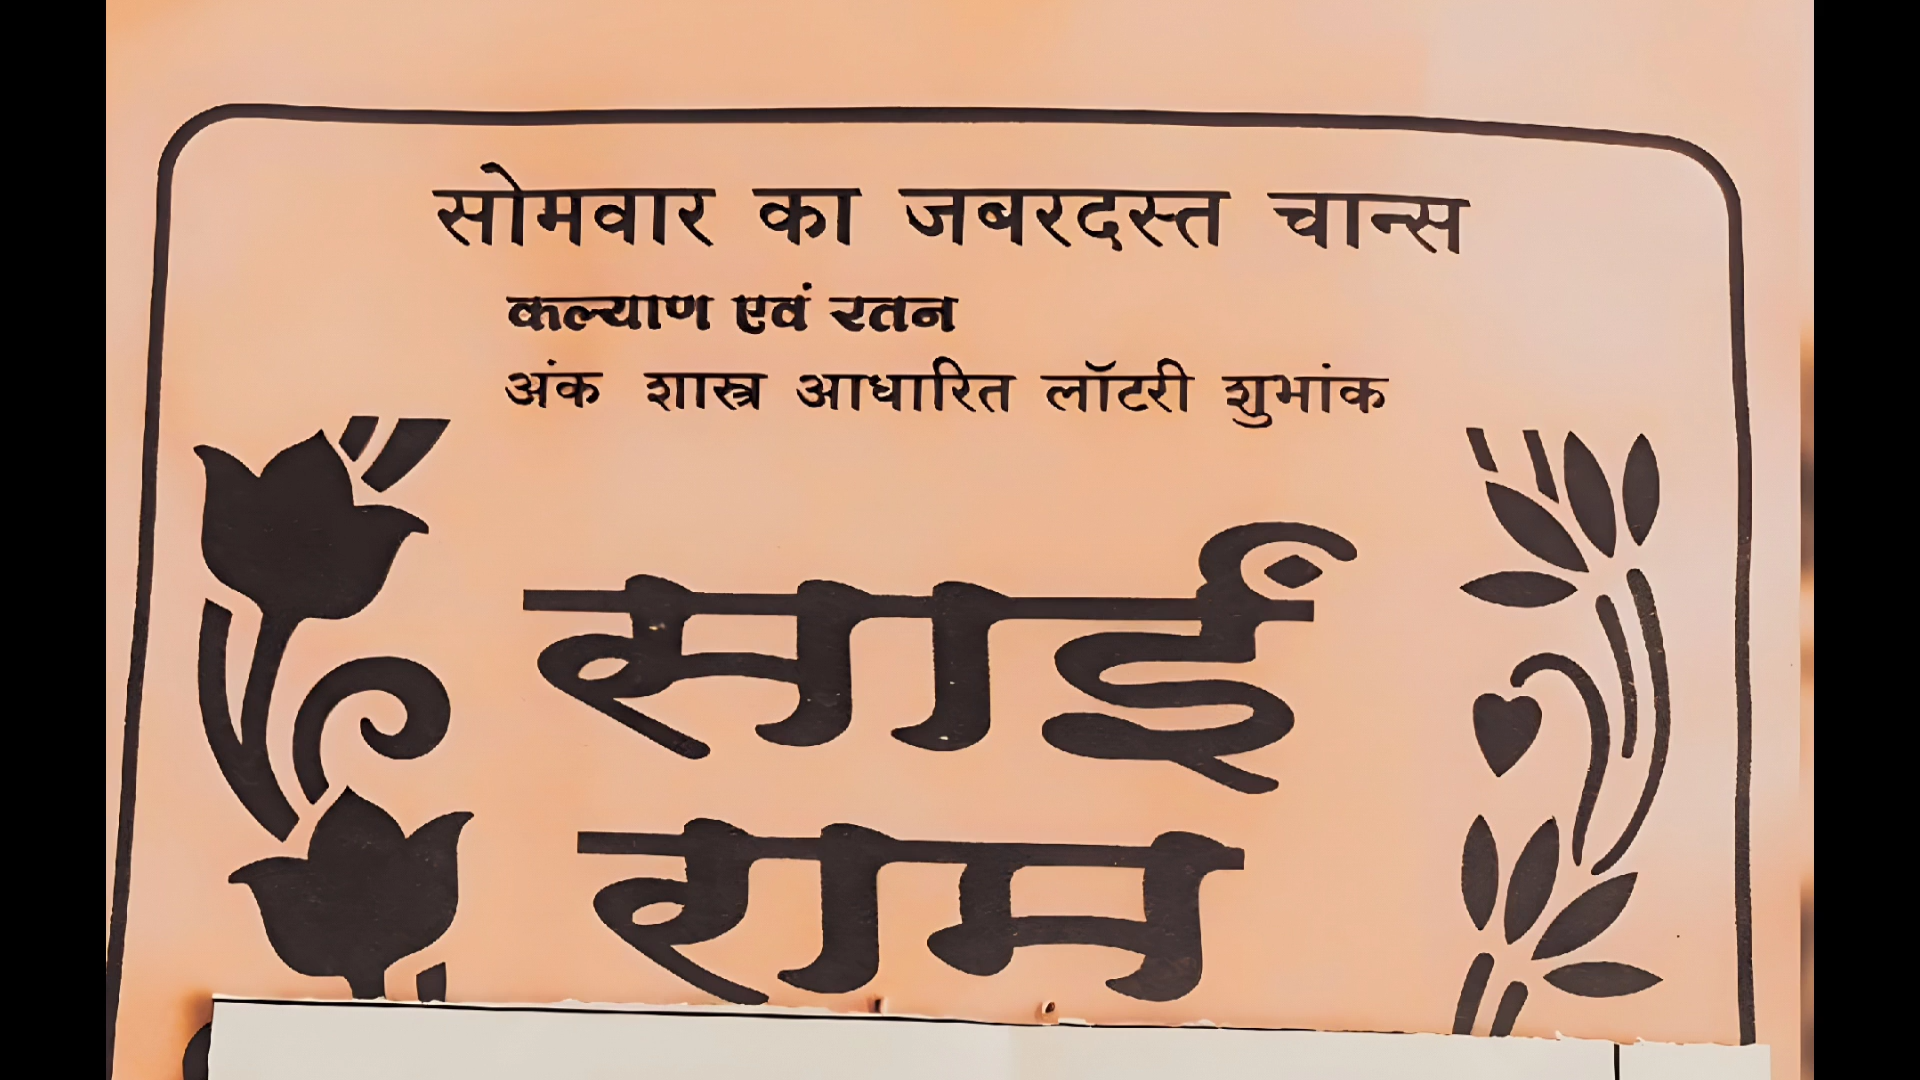 सोमवार का जबरदस्त चान्स
कल्याण एवं रतन
अंक शास्त्र आधारित लॉटरी शुभांक
साईं
राम